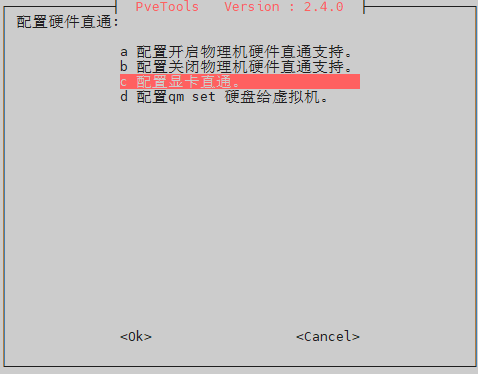 PveTools   Version : 2.4.0
配置硬件直通:
a 配置开启物理机硬件直通支持。
b 配置关闭物理机硬件直通支持。
c 配置显卡直通。
d 配置qm set 硬盘给虚拟机。
<Ok>                  <Cancel>